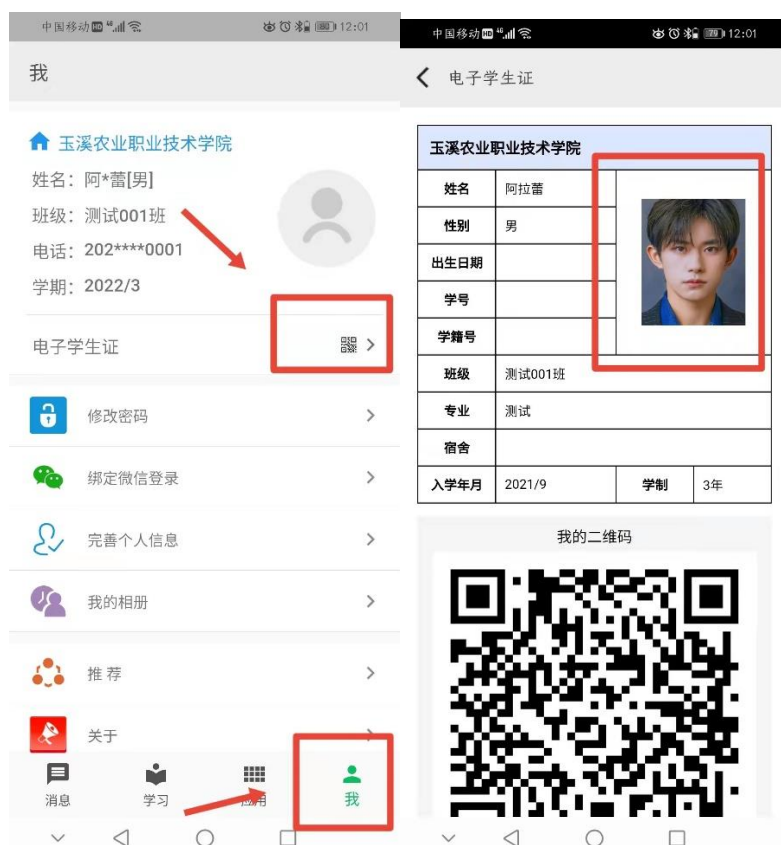 中国移动 HD 4G 12:01
我
玉溪农业职业技术学院
姓名：阿*蕾[男]
班级：测试001班
电话：202****0001
学期：2022/3
电子学生证
修改密码
绑定微信登录
完善个人信息
我的相册
推荐
关于
消息 学习 应用 我
中国移动 HD 4G 29 12:01
电子学生证
玉溪农业职业技术学院
姓名 阿拉蕾
性别 男
出生日期
学号
学籍号
班级 测试001班
专业 测试
宿舍
入学年月 2021/9 学制 3年
我的二维码